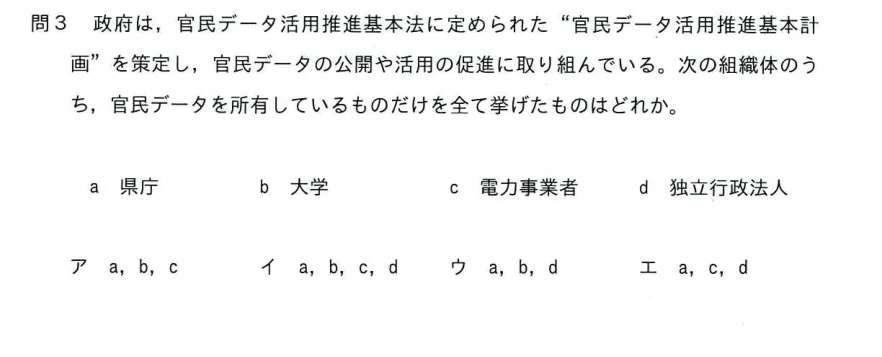 問3 政府は，官民データ活用推進基本法に定められた“官民データ活用推進基本計
画”を策定し，官民データの公開や活用の促進に取り組んでいる。次の組織体のう
ち，官民データを所有しているものだけを全て挙げたものはどれか。
a 県庁 b 大学 c 電力事業者 d 独立行政法人
ア a，b，c イ a，b，c，d ウ a，b，d エ a，c，d